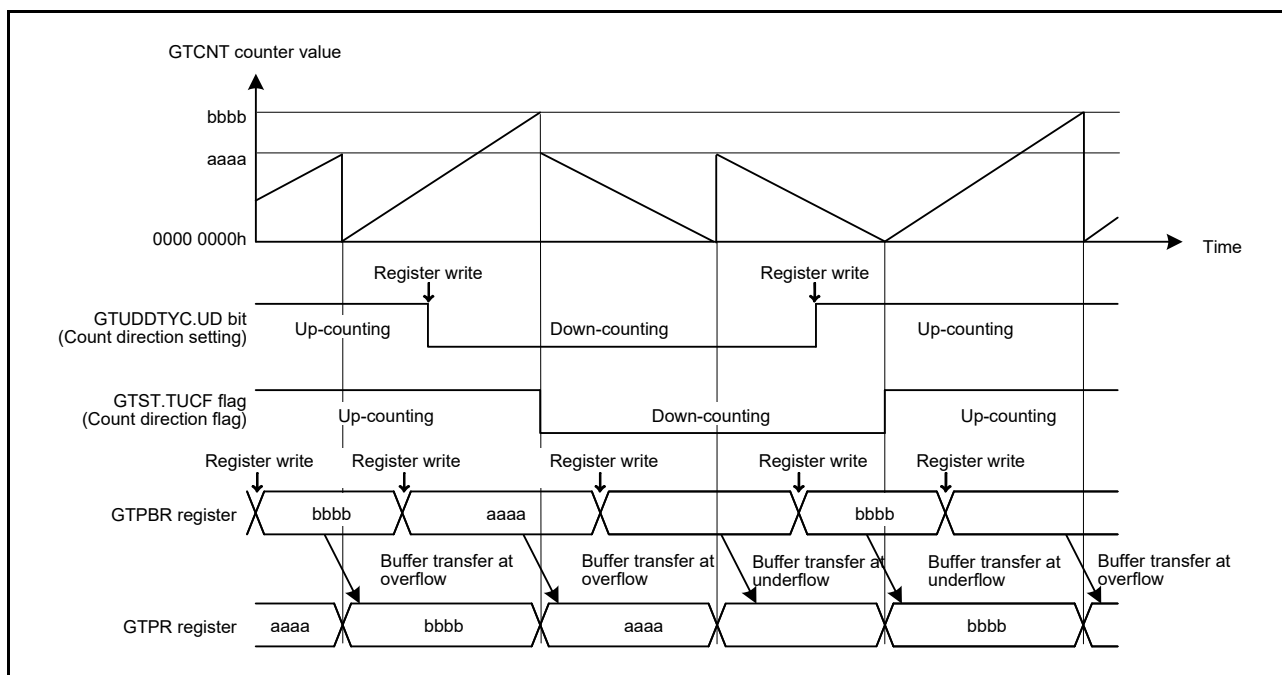 GTCNT counter value
bbbb
aaaa
0000 0000h
Time
Register write
Register write
GTUDDTYC.UD bit
(Count direction setting)
Up-counting
Down-counting
Up-counting
GTST.TUCF flag
(Count direction flag)
Up-counting
Down-counting
Up-counting
Register write
Register write
Register write
Register write
Register write
GTPBR register
bbbb
aaaa
bbbb
Buffer transfer at
overflow
Buffer transfer at
overflow
Buffer transfer at
underflow
Buffer transfer at
underflow
Buffer transfer at
overflow
GTPR register
aaaa
bbbb
aaaa
bbbb